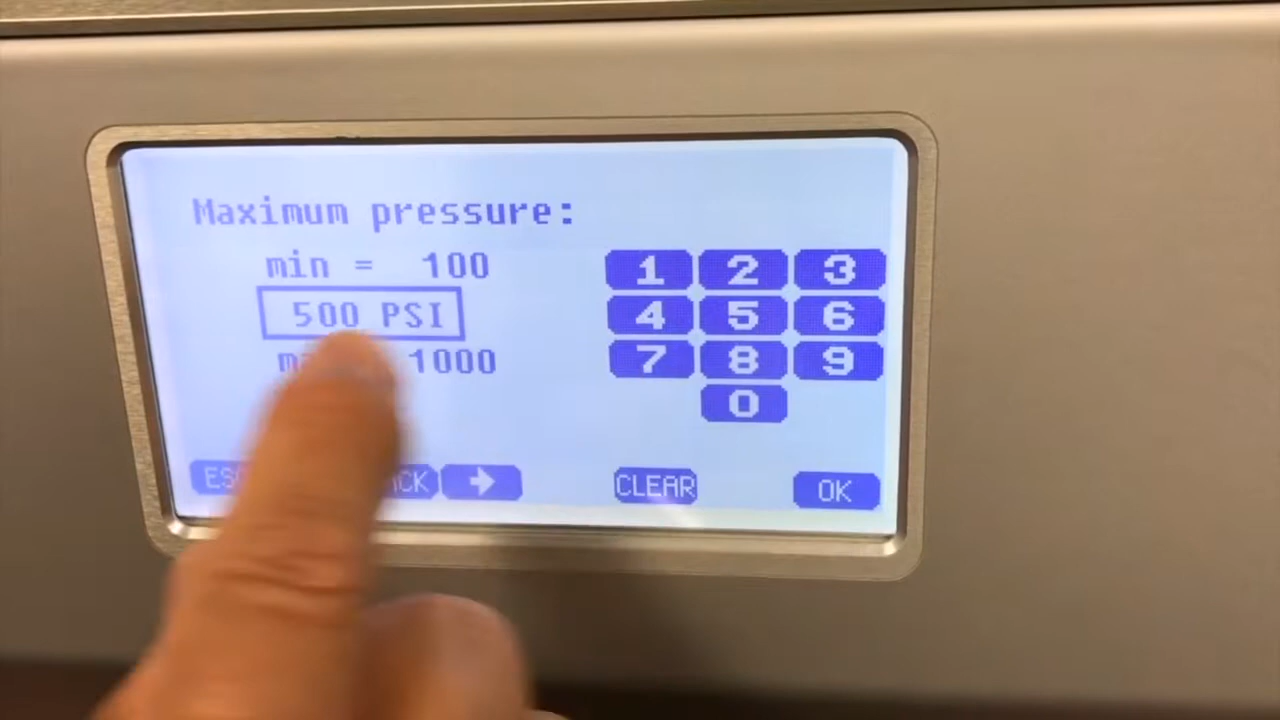 Maximum pressure:
min = 100
500 PSI
1000
1 2 3
4 5 6
7 8 9
0
→ CLEAR OK